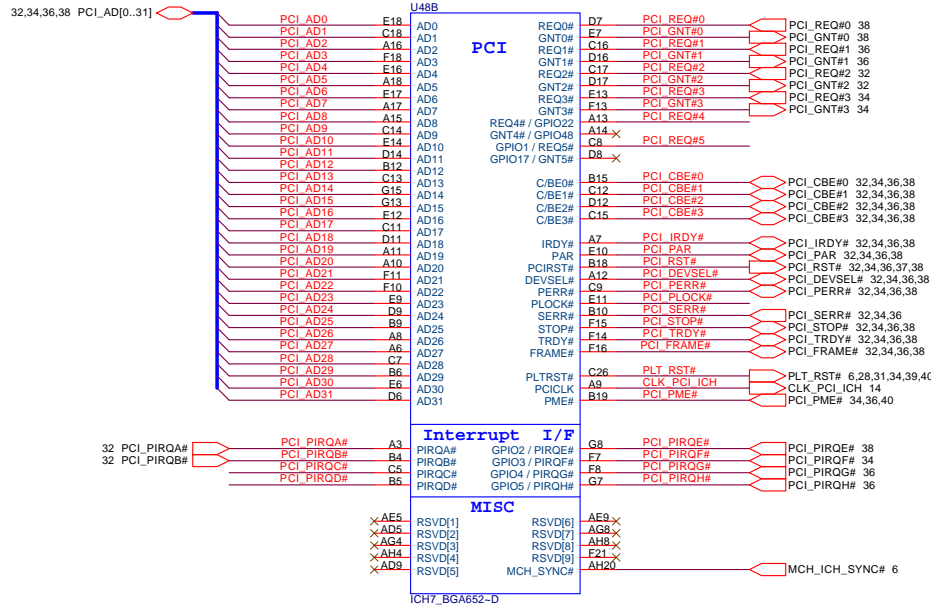 U48B
32,34,36,38 PCI_AD[0..31]
PCI
PCI_AD0 E18 AD0 REQ0# D7 PCI_REQ#0 PCI_REQ#0 38
PCI_AD1 C18 AD1 GNT0# E7 PCI_GNT#0 PCI_GNT#0 38
PCI_AD2 A16 AD2 REQ1# C16 PCI_REQ#1 PCI_REQ#1 36
PCI_AD3 F18 AD3 GNT1# D16 PCI_GNT#1 PCI_GNT#1 36
PCI_AD4 E16 AD4 REQ2# C17 PCI_REQ#2 PCI_REQ#2 32
PCI_AD5 A18 AD5 GNT2# D17 PCI_GNT#2 PCI_GNT#2 32
PCI_AD6 E17 AD6 REQ3# E13 PCI_REQ#3 PCI_REQ#3 34
PCI_AD7 A17 AD7 GNT3# F13 PCI_GNT#3 PCI_GNT#3 34
PCI_AD8 A15 AD8 REQ4# / GPIO22 A13 PCI_REQ#4
PCI_AD9 C14 AD9 GNT4# / GPIO48 A14
PCI_AD10 E14 AD10 GPIO1 / REQ5# C8 PCI_REQ#5
PCI_AD11 D14 AD11 GPIO17 / GNT5# D8
PCI_AD12 B12 AD12
PCI_AD13 C13 AD13 C/BE0# B15 PCI_CBE#0 PCI_CBE#0 32,34,36,38
PCI_AD14 G15 AD14 C/BE1# C12 PCI_CBE#1 PCI_CBE#1 32,34,36,38
PCI_AD15 G13 AD15 C/BE2# D12 PCI_CBE#2 PCI_CBE#2 32,34,36,38
PCI_AD16 E12 AD16 C/BE3# C15 PCI_CBE#3 PCI_CBE#3 32,34,36,38
PCI_AD17 C11 AD17
PCI_AD18 D11 AD18 IRDY# A7 PCI_IRDY# PCI_IRDY# 32,34,36,38
PCI_AD19 A11 AD19 PAR E10 PCI_PAR PCI_PAR 32,34,36,38
PCI_AD20 A10 AD20 PCIRST# B18 PCI_RST# PCI_RST# 32,34,36,37,38
PCI_AD21 F11 AD21 DEVSEL# A12 PCI_DEVSEL# PCI_DEVSEL# 32,34,36,38
PCI_AD22 F10 AD22 PERR# C9 PCI_PERR# PCI_PERR# 32,34,36,38
PCI_AD23 E9 AD23 PLOCK# E11 PCI_PLOCK#
PCI_AD24 D9 AD24 SERR# B10 PCI_SERR# PCI_SERR# 32,34,36
PCI_AD25 B9 AD25 STOP# F15 PCI_STOP# PCI_STOP# 32,34,36,38
PCI_AD26 A8 AD26 TRDY# F14 PCI_TRDY# PCI_TRDY# 32,34,36,38
PCI_AD27 A6 AD27 FRAME# F16 PCI_FRAME# PCI_FRAME# 32,34,36,38
PCI_AD28 C7 AD28
PCI_AD29 B6 AD29 PLTRST# C26 PLT_RST# PLT_RST# 6,28,31,34,39,40
PCI_AD30 E6 AD30 PCICLK A9 CLK_PCI_ICH CLK_PCI_ICH 14
PCI_AD31 D6 AD31 PME# B19 PCI_PME# PCI_PME# 34,36,40
Interrupt I/F
32 PCI_PIRQA# PCI_PIRQA# A3 PIRQA# GPIO2 / PIRQE# G8 PCI_PIRQE# PCI_PIRQE# 38
32 PCI_PIRQB# PCI_PIRQB# B4 PIRQB# GPIO3 / PIRQF# F7 PCI_PIRQF# PCI_PIRQF# 34
PCI_PIRQC# C5 PIRQC# GPIO4 / PIRQG# F8 PCI_PIRQG# PCI_PIRQG# 36
PCI_PIRQD# B5 PIRQD# GPIO5 / PIRQH# G7 PCI_PIRQH# PCI_PIRQH# 36
MISC
AE5 RSVD[1] RSVD[6] AE9
AD5 RSVD[2] RSVD[7] AG8
AG4 RSVD[3] RSVD[8] AH8
AH4 RSVD[4] RSVD[9] F21
AD9 RSVD[5] MCH_SYNC# AH20 MCH_ICH_SYNC# 6
ICH7_BGA652~D